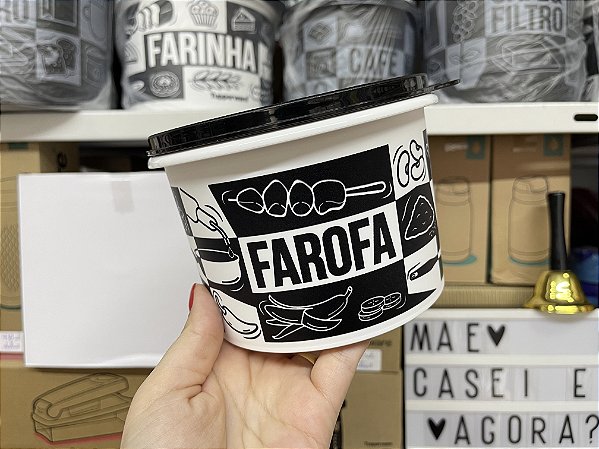 FARINHA
CAFÉ
FILTRO
FAROFA
MAE♥
CASEI E
♥AGORA?